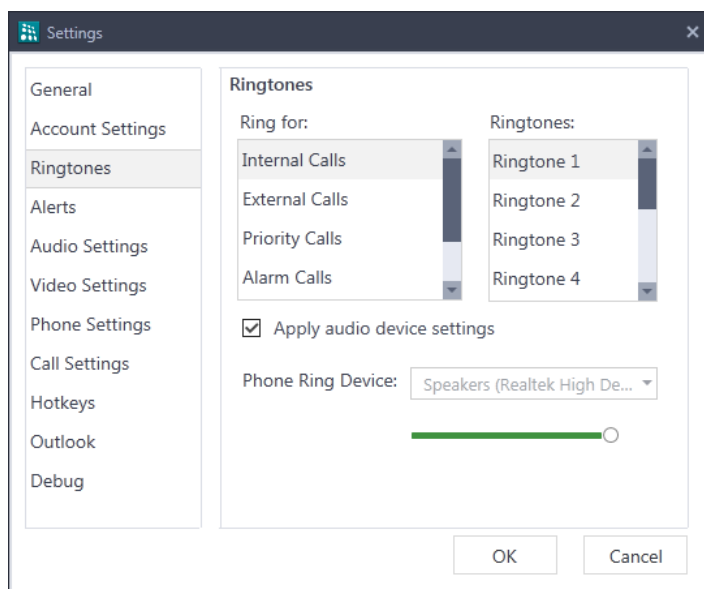 Settings
General
Account Settings
Ringtones
Alerts
Audio Settings
Video Settings
Phone Settings
Call Settings
Hotkeys
Outlook
Debug
Ringtones
Ring for:
Internal Calls
External Calls
Priority Calls
Alarm Calls
Ringtones:
Ringtone 1
Ringtone 2
Ringtone 3
Ringtone 4
Apply audio device settings
Phone Ring Device: Speakers (Realtek High De...
OK Cancel